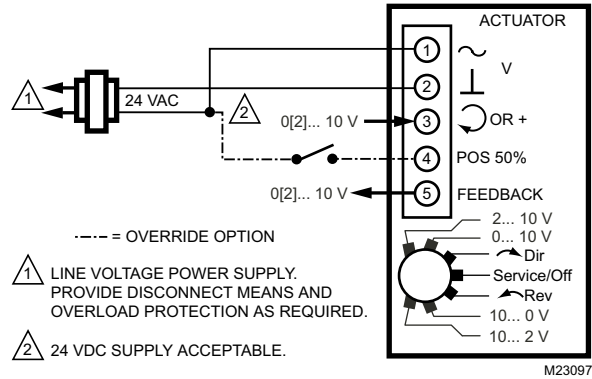 ACTUATOR
1
V
2
24 VAC
1
2
0[2]... 10 V
3
OR +
4
POS 50%
0[2]... 10 V
5
FEEDBACK
2... 10 V
0... 10 V
Dir
Service/Off
Rev
10... 0 V
10... 2 V
= OVERRIDE OPTION
1 LINE VOLTAGE POWER SUPPLY.
PROVIDE DISCONNECT MEANS AND
OVERLOAD PROTECTION AS REQUIRED.
2 24 VDC SUPPLY ACCEPTABLE.
M23097